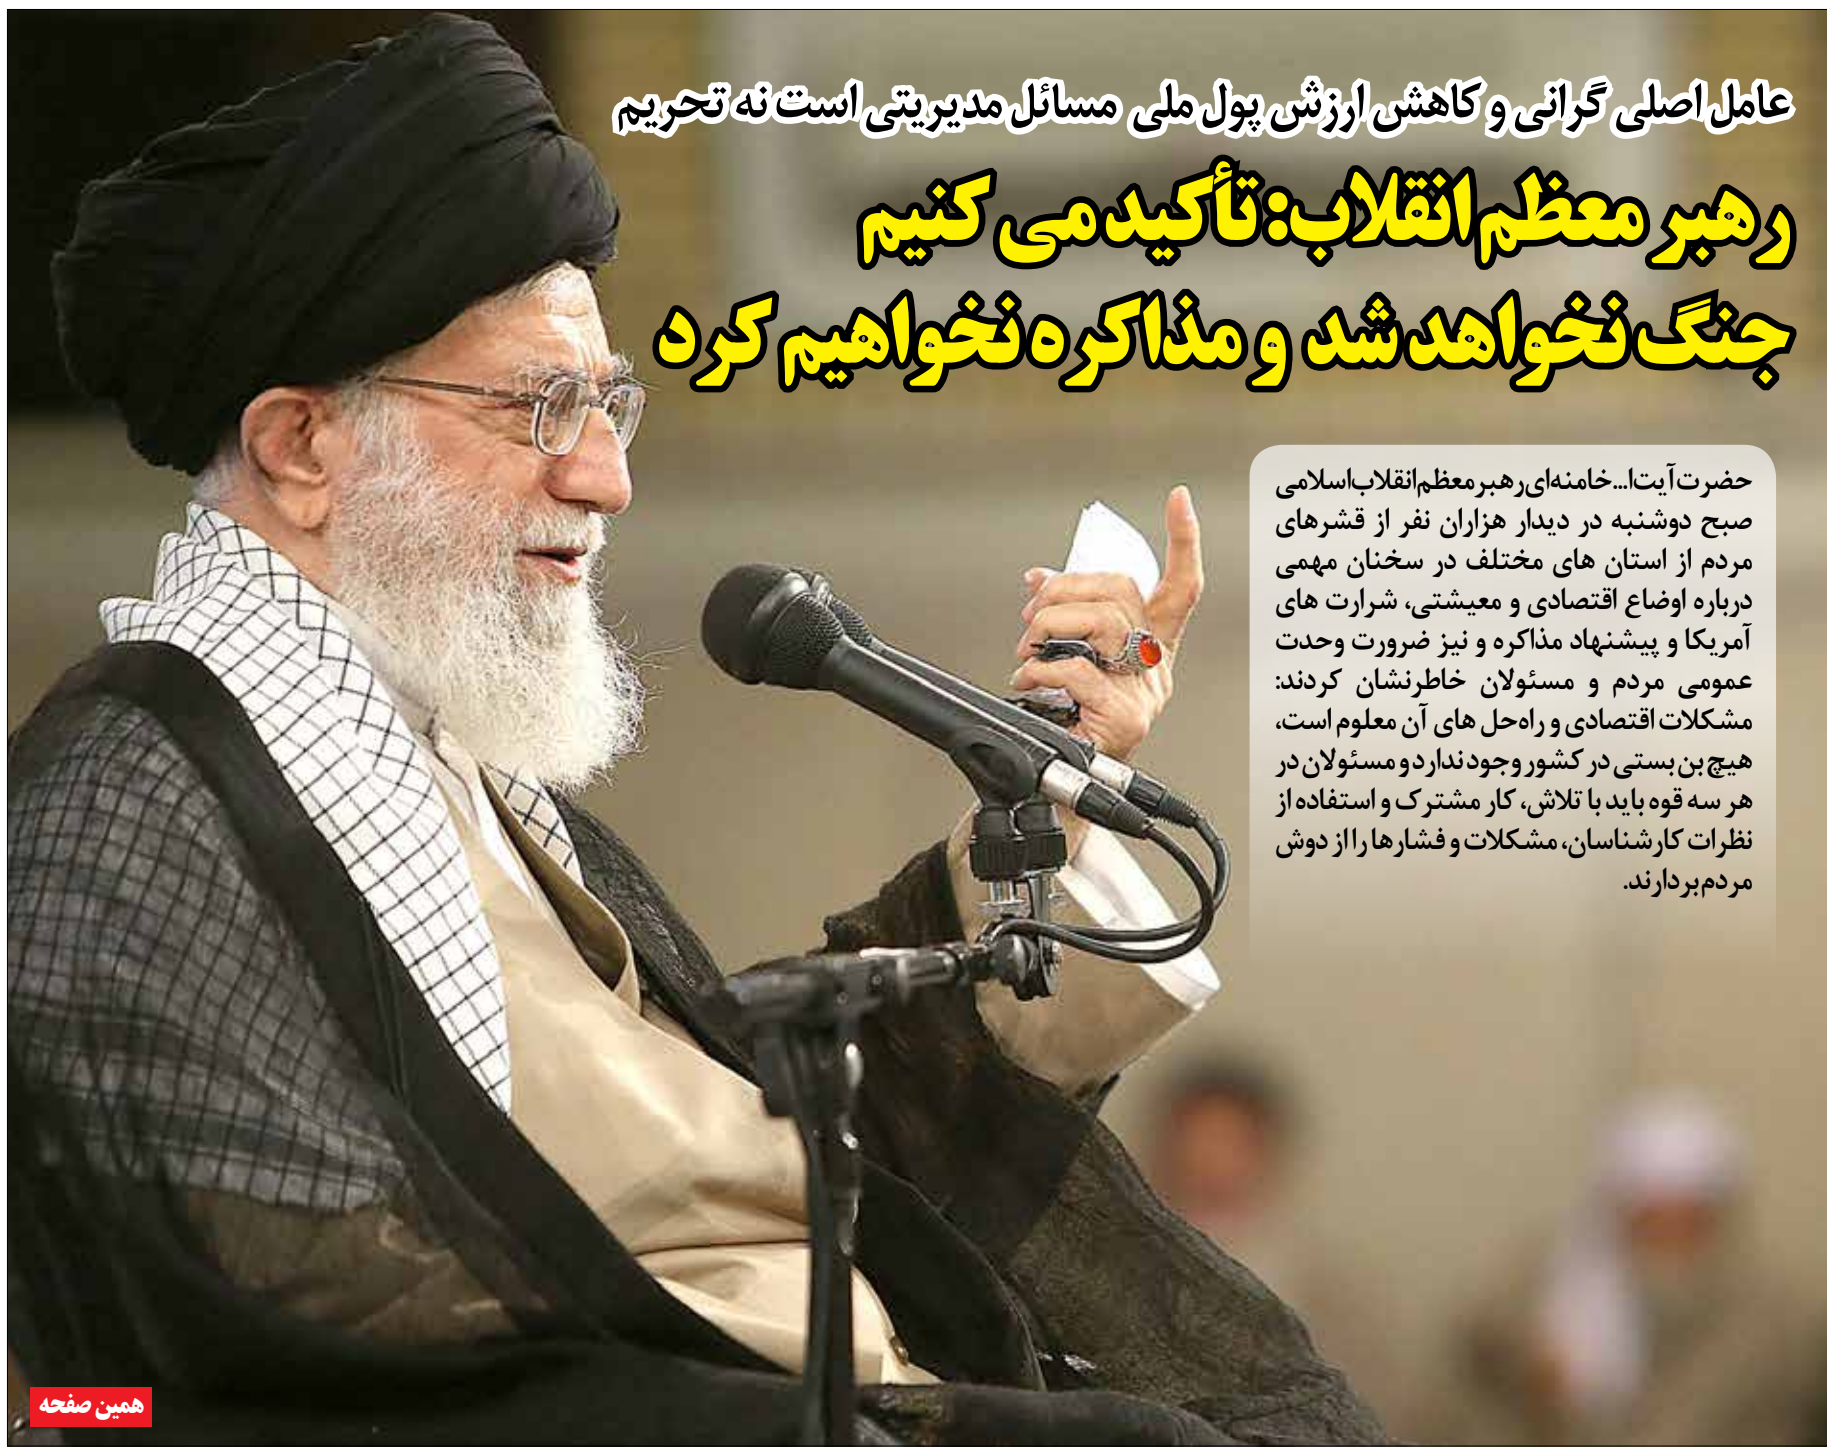 عامل اصلی گرانی و کاهش ارزش پول ملی مسائل مدیریتی است نه تحریم
رهبر معظم انقلاب: تأکید می کنیم
جنگ نخواهد شد و مذاکره نخواهیم کرد
حضرت آیت‌ا... خامنه‌ای رهبر معظم انقلاب اسلامی
صبح دوشنبه در دیدار هزاران نفر از قشرهای
مردم از استان های مختلف در سخنان مهمی
درباره اوضاع اقتصادی و معیشتی، شرارت های
آمریکا و پیشنهاد مذاکره و نیز ضرورت وحدت
عمومی مردم و مسئولان خاطرنشان کردند:
مشکلات اقتصادی و راه‌حل های آن معلوم است،
هیچ بن بستی در کشور وجود ندارد و مسئولان در
هر سه قوه باید با تلاش، کار مشترک و استفاده از
نظرات کارشناسان، مشکلات و فشارها را از دوش
مردم بردارند.
همین صفحه